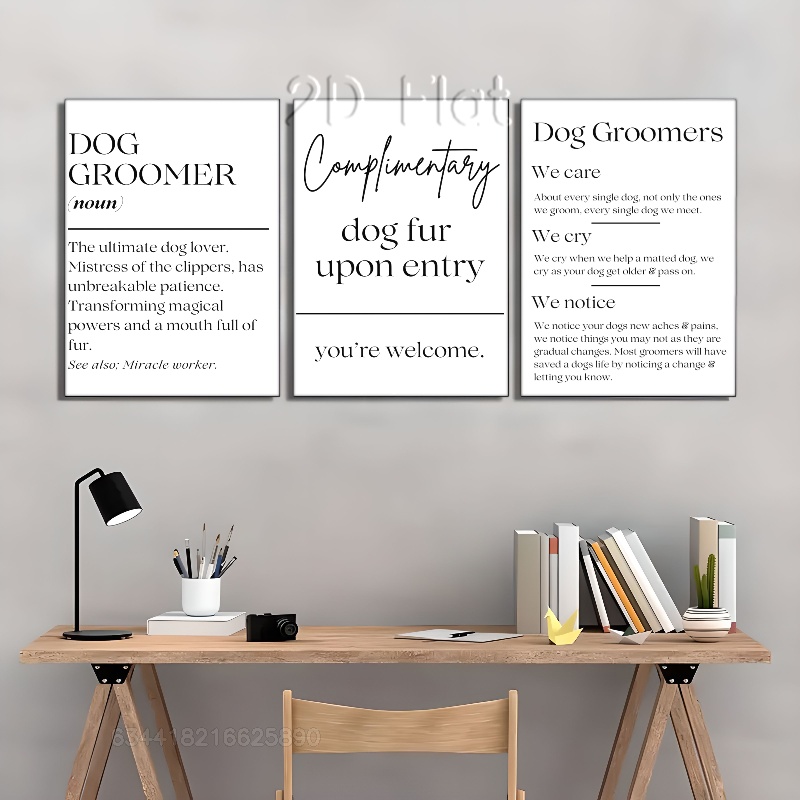 2D Flat
DOG
GROOMER
(noun)
The ultimate dog lover.
Mistress of the clippers, has
unbreakable patience.
Transforming magical
powers and a mouth full of
fur.
See also; Miracle worker.
Complimentary
dog fur
upon entry
you're welcome.
Dog Groomers
We care
About every single dog, not only the ones
we groom, every single dog we meet.
We cry
We cry when we help a matted dog, we
cry as your dog get older & pass on.
We notice
We notice your dogs new aches & pains,
we notice things you may not as they are
gradual changes. Most groomers will have
saved a dogs life by noticing a change &
letting you know.